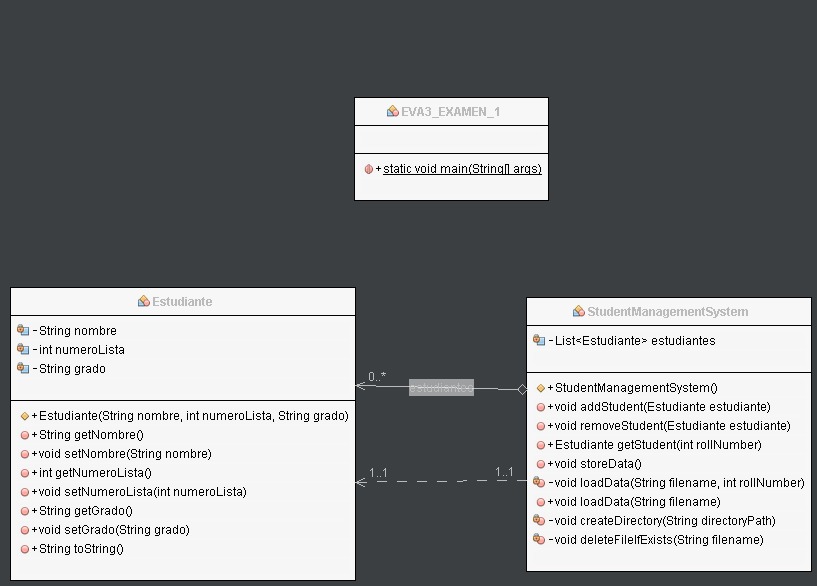 EVA3_EXAMEN_1
+static void main(String[] args)
Estudiante
-String nombre
-int numeroLista
-String grado
+Estudiante(String nombre, int numeroLista, String grado)
+String getNombre()
+void setNombre(String nombre)
+int getNumeroLista()
+void setNumeroLista(int numeroLista)
+String getGrado()
+void setGrado(String grado)
+String toString()
0..*
estudiantes
1..1
1..1
StudentManagementSystem
-List<Estudiante> estudiantes
+StudentManagementSystem()
+void addStudent(Estudiante estudiante)
+void removeStudent(Estudiante estudiante)
+Estudiante getStudent(int rollNumber)
+void storeData()
-void loadData(String filename, int rollNumber)
+void loadData(String filename)
-void createDirectory(String directoryPath)
-void deleteFileIfExists(String filename)